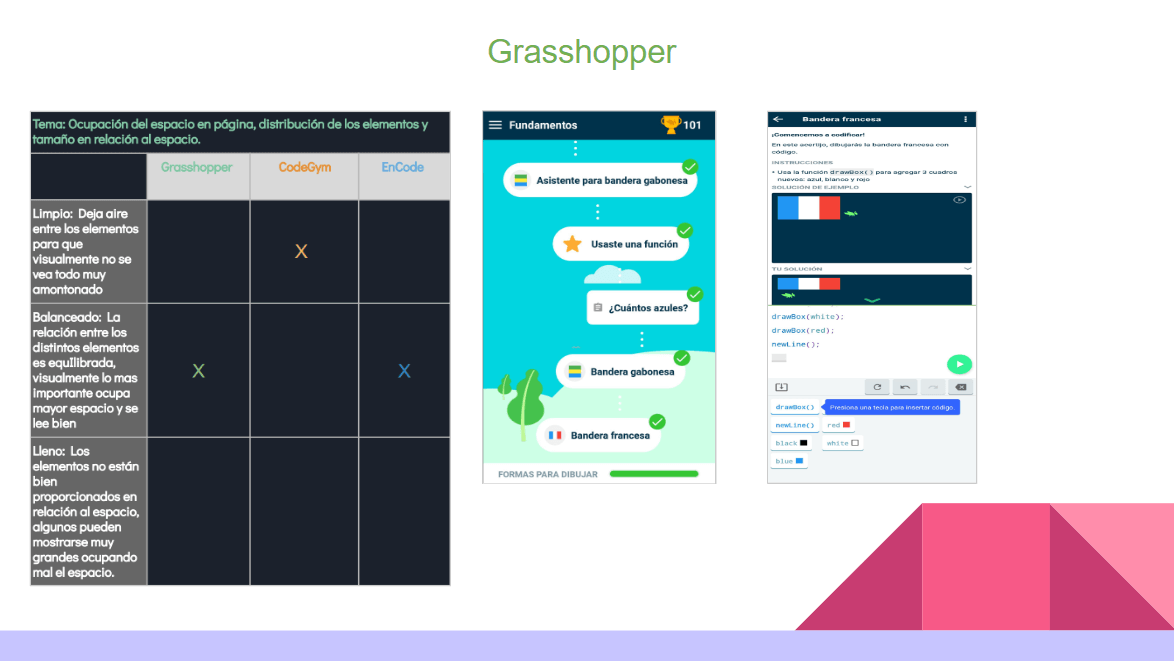 Grasshopper
Tema: Ocupación del espacio en página, distribución de los elementos y
tamaño en relación al espacio.
Grasshopper
CodeGym
EnCode
Limpio: Deja aire
entre los elementos
para que
visualmente no se
vea todo muy
amontonado
X
Balanceado: La
relación entre los
distintos elementos
es equIlibrada,
visualmente lo mas
importante ocupa
mayor espacio y se
lee bien
X
X
Lleno: Los
elementos no están
bien
proporcionados en
relación al espacio,
algunos pueden
mostrarse muy
grandes ocupando
mal el espacio.
Fundamentos
101
Asistente para bandera gabonesa
Usaste una función
¿Cuántos azules?
Bandera gabonesa
Bandera francesa
FORMAS PARA DIBUJAR
Bandera francesa
¡Comencemos a codificar!
En este acertijo, dibujarás la bandera francesa con
código.
INSTRUCCIONES
• Usa la función drawBox() para agregar 3 cuadros
nuevos: azul, blanco y rojo
SOLUCIÓN DE EJEMPLO
TU SOLUCIÓN
drawBox(white);
drawBox(red);
newLine();
drawBox()
Presiona una tecla para insertar código.
newLine() red
black white
blue